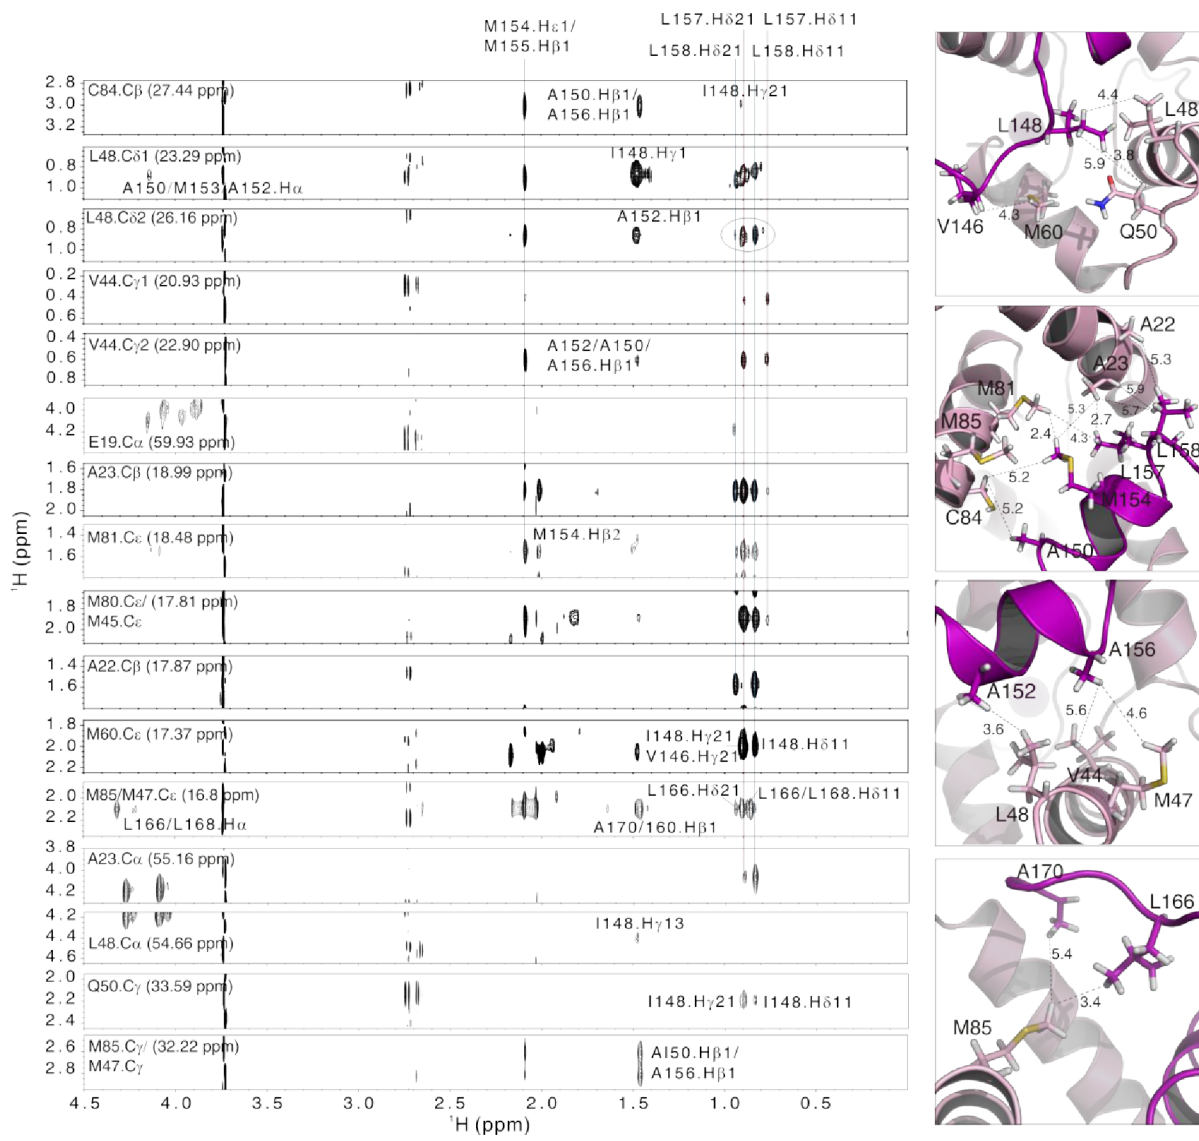 M154.Hε1/
M155.Hβ1
L157.Hδ21
L157.Hδ11
L158.Hδ21
L158.Hδ11
2.8
3.0
3.2
C84.Cβ (27.44 ppm)
A150.Hβ1/
A156.Hβ1
I148.Hγ21
0.8
1.0
L48.Cδ1 (23.29 ppm)
A150/M153/A152.Hα
I148.Hγ1
0.8
1.0
L48.Cδ2 (26.16 ppm)
A152.Hβ1
0.2
0.4
0.6
V44.Cγ1 (20.93 ppm)
0.4
0.6
0.8
V44.Cγ2 (22.90 ppm)
A152/A150/
A156.Hβ1
4.0
4.2
E19.Cα (59.93 ppm)
1.6
1.8
2.0
A23.Cβ (18.99 ppm)
1.4
1.6
M81.Cε (18.48 ppm)
M154.Hβ2
1.8
2.0
M80.Cε/ (17.81 ppm)
M45.Cε
1.4
1.6
A22.Cβ (17.87 ppm)
1.8
2.0
2.2
M60.Cε (17.37 ppm)
I148.Hγ21
V146.Hγ21
I148.Hδ11
2.0
2.2
M85/M47.Cε (16.8 ppm)
L166/L168.Hα
L166.Hδ21
L166/L168.Hδ11
A170/160.Hβ1
3.8
4.0
4.2
A23.Cα (55.16 ppm)
4.2
4.4
4.6
L48.Cα (54.66 ppm)
I148.Hγ13
2.0
2.2
2.4
Q50.Cγ (33.59 ppm)
I148.Hγ21
I148.Hδ11
2.6
2.8
M85.Cγ/ (32.22 ppm)
M47.Cγ
AI50.Hβ1/
A156.Hβ1
4.5
4.0
3.5
3.0
2.5
2.0
1.5
1.0
0.5
¹H (ppm)
¹H (ppm)
4.4
L48
L148
5.9
3.8
V146
4.3
M60
Q50
A22
A23
5.3
M81
5.9
5.7
5.3
M85
2.7
2.4
4.3
L158
L157
5.2
M154
C84
5.2
A150
A156
A152
5.6
4.6
3.6
V44
M47
L48
A170
L166
5.4
3.4
M85